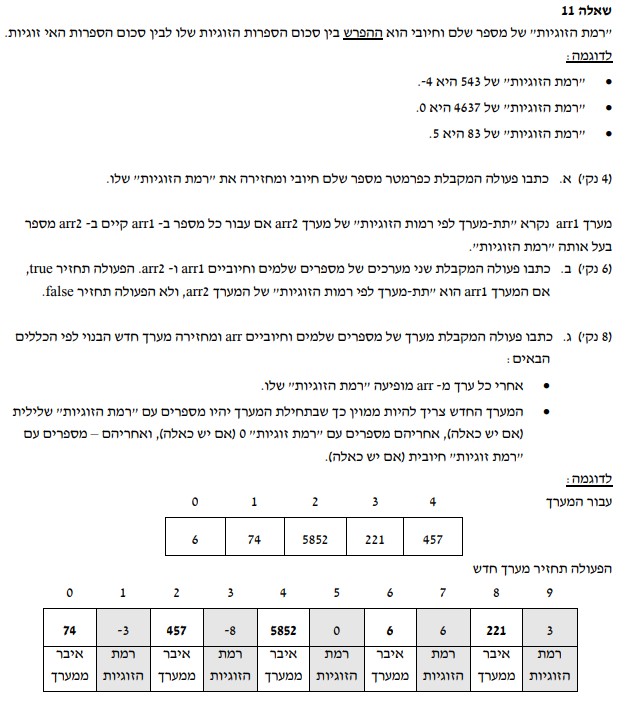 שאלה 11
"רמת הזוגיות" של מספר שלם וחיובי הוא ההפרש בין סכום הספרות הזוגיות שלו לבין סכום הספרות האי זוגיות.
לדוגמה:
• "רמת הזוגיות" של 543 היא 4-.
• "רמת הזוגיות" של 4637 היא 0.
• "רמת הזוגיות" של 83 היא 5.
(4 נק') א. כתבו פעולה המקבלת כפרמטר מספר שלם חיובי ומחזירה את "רמת הזוגיות" שלו.
מערך arr1 נקרא "תת-מערך לפי רמות הזוגיות" של מערך arr2 אם עבור כל מספר ב- arr1 קיים ב- arr2 מספר
בעל אותה "רמת הזוגיות".
(6 נק') ב. כתבו פעולה המקבלת שני מערכים של מספרים שלמים וחיוביים arr1 ו- arr2. הפעולה תחזיר true,
אם המערך arr1 הוא "תת-מערך לפי רמות הזוגיות" של המערך arr2, ולא הפעולה תחזיר false.
(8 נק') ג. כתבו פעולה המקבלת מערך של מספרים שלמים וחיוביים arr ומחזירה מערך חדש הבנוי לפי הכללים
הבאים:
• אחרי כל ערך מ- arr מופיעה "רמת הזוגיות" שלו.
• המערך החדש צריך להיות ממוין כך שבתחילת המערך יהיו מספרים עם "רמת הזוגיות" שלילית
(אם יש כאלה), אחריהם מספרים עם "רמת זוגיות" 0 (אם יש כאלה), ואחריהם – מספרים עם
"רמת זוגיות" חיובית (אם יש כאלה).
לדוגמה:
עבור המערך 0 1 2 3 4
6 74 5852 221 457
הפעולה תחזיר מערך חדש
0 1 2 3 4 5 6 7 8 9
74 -3 457 -8 5852 0 6 6 221 3
איבר רמת איבר רמת איבר רמת איבר רמת איבר רמת
ממערך הזוגיות ממערך הזוגיות ממערך הזוגיות ממערך הזוגיות ממערך הזוגיות